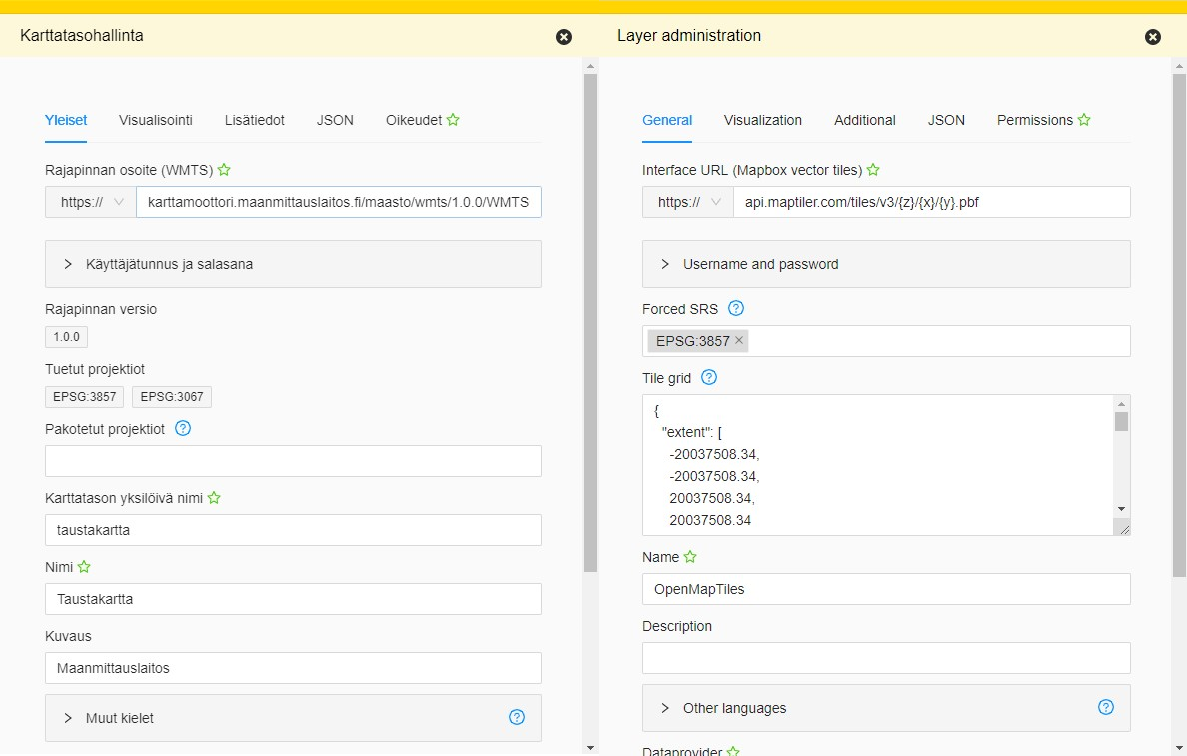 Karttatasohallinta
Yleiset Visualisointi Lisätiedot JSON Oikeudet
Rajapinnan osoite (WMTS)
https:// karttamoottori.maanmittauslaitos.fi/maasto/wmts/1.0.0/WMTS
Käyttäjätunnus ja salasana
Rajapinnan versio
1.0.0
Tuetut projektiot
EPSG:3857 EPSG:3067
Pakotetut projektiot
Karttatason yksilöivä nimi
taustakartta
Nimi
Taustakartta
Kuvaus
Maanmittauslaitos
Muut kielet
Layer administration
General Visualization Additional JSON Permissions
Interface URL (Mapbox vector tiles)
https:// api.maptiler.com/tiles/v3/{z}/{x}/{y}.pbf
Username and password
Forced SRS
EPSG:3857
Tile grid
{
"extent": [
-20037508.34,
-20037508.34,
20037508.34,
20037508.34
Name
OpenMapTiles
Description
Other languages
Dataprovider